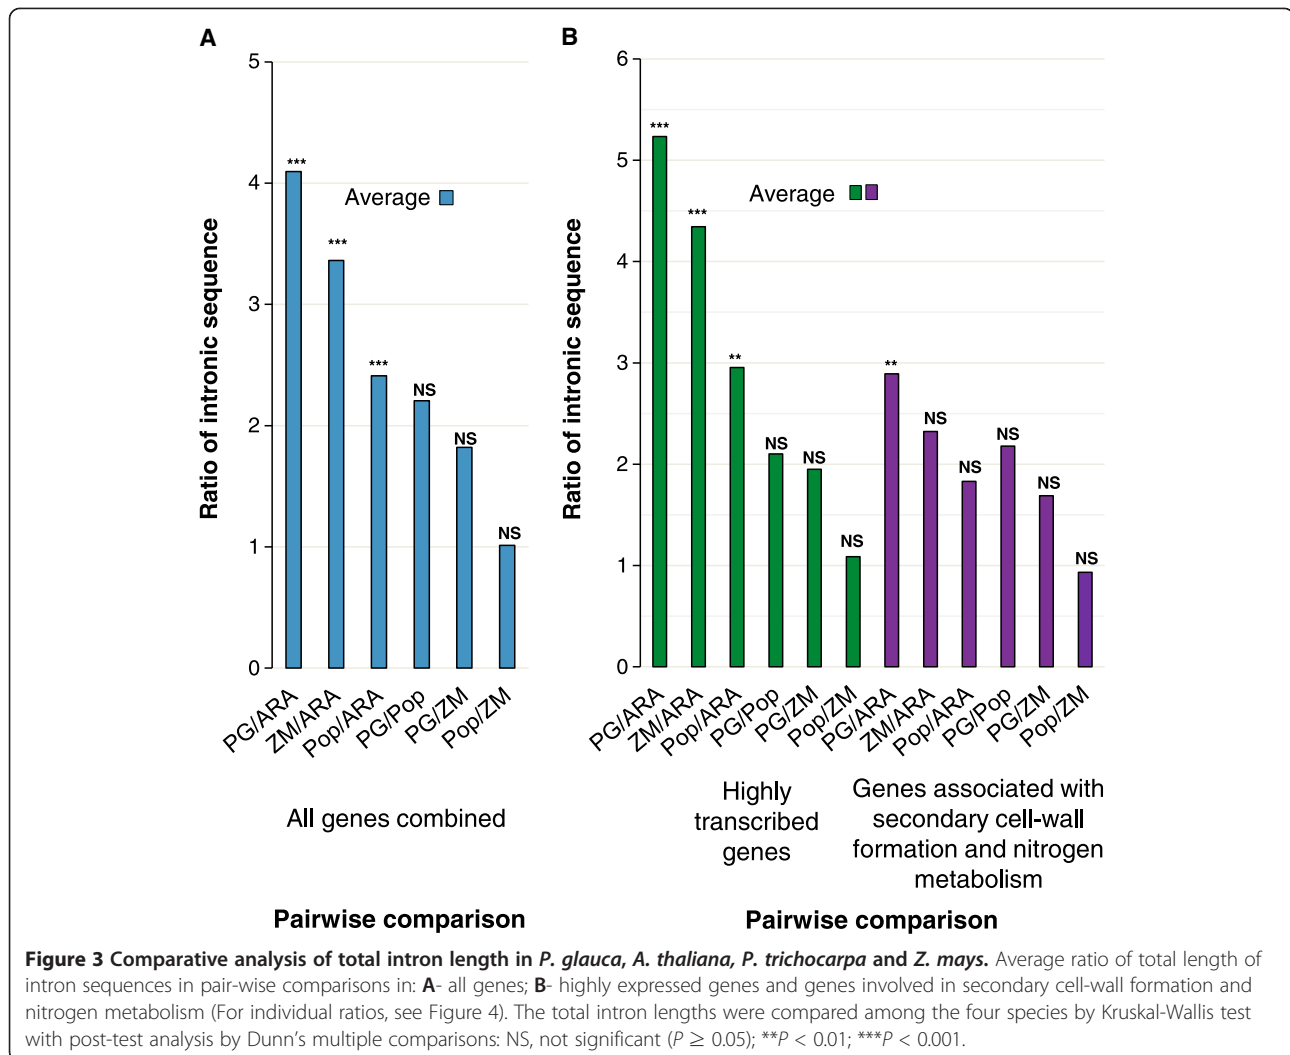 A
5
4
3
2
1
0
Ratio of intronic sequence
Average
***
***
***
NS
NS
NS
PG/ARA
ZM/ARA
Pop/ARA
PG/Pop
PG/ZM
Pop/ZM
All genes combined
Pairwise comparison
B
6
5
4
3
2
1
0
Ratio of intronic sequence
Average
***
***
**
NS
NS
NS
**
NS
NS
NS
NS
NS
PG/ARA
ZM/ARA
Pop/ARA
PG/Pop
PG/ZM
Pop/ZM
PG/ARA
ZM/ARA
Pop/ARA
PG/Pop
PG/ZM
Pop/ZM
Highly
transcribed
genes
Genes associated with
secondary cell-wall
formation and nitrogen
metabolism
Pairwise comparison
Figure 3 Comparative analysis of total intron length in P. glauca, A. thaliana, P. trichocarpa and Z. mays. Average ratio of total length of
intron sequences in pair-wise comparisons in: A- all genes; B- highly expressed genes and genes involved in secondary cell-wall formation and
nitrogen metabolism (For individual ratios, see Figure 4). The total intron lengths were compared among the four species by Kruskal-Wallis test
with post-test analysis by Dunn's multiple comparisons: NS, not significant (P ≥ 0.05); **P < 0.01; ***P < 0.001.